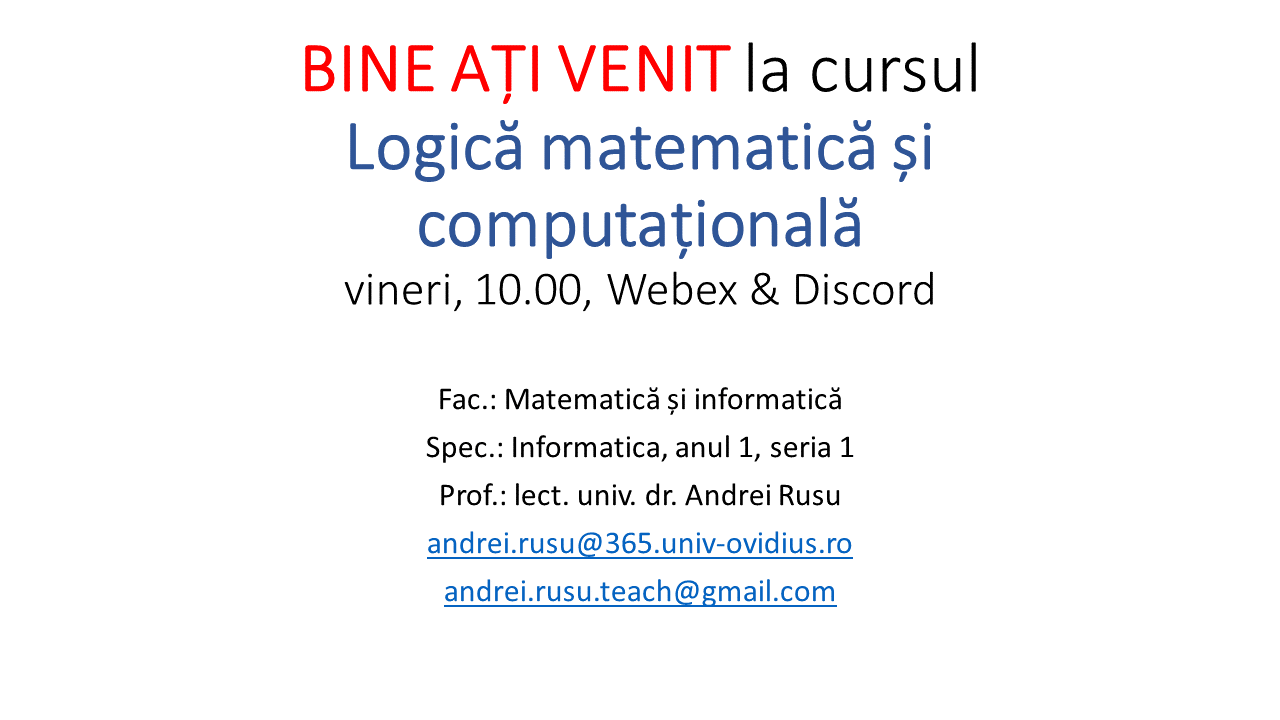 BINE AȚI VENIT la cursul
Logică matematică și
computațională
vineri, 10.00, Webex & Discord
Fac.: Matematică și informatică
Spec.: Informatica, anul 1, seria 1
Prof.: lect. univ. dr. Andrei Rusu
andrei.rusu@365.univ-ovidius.ro
andrei.rusu.teach@gmail.com